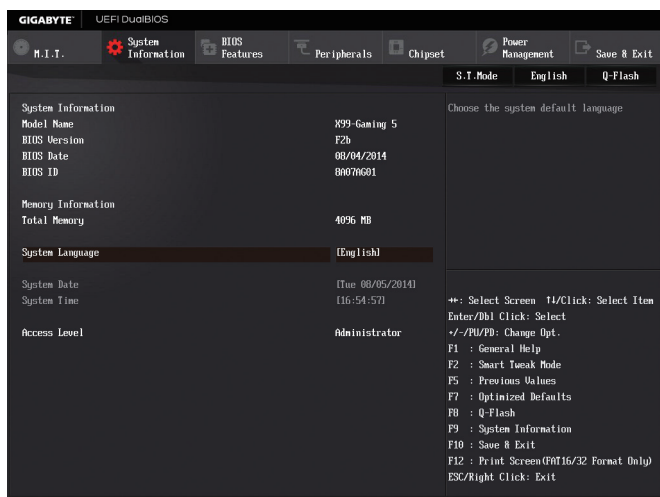 GIGABYTE™ UEFI DualBIOS
M.I.T.
System Information
BIOS Features
Peripherals
Chipset
Power Management
Save & Exit
S.T.Mode English Q-Flash
System Information
Model Name X99-Gaming 5
BIOS Version F2b
BIOS Date 08/04/2014
BIOS ID 8A07AG01
Memory Information
Total Memory 4096 MB
System Language [English]
System Date [Tue 08/05/2014]
System Time [16:54:57]
Access Level Administrator
Choose the system default language
→←: Select Screen ↑↓/Click: Select Item
Enter/Dbl Click: Select
+/-/PU/PD: Change Opt.
F1 : General Help
F2 : Smart Tweak Mode
F5 : Previous Values
F7 : Optimized Defaults
F8 : Q-Flash
F9 : System Information
F10 : Save & Exit
F12 : Print Screen(FAT16/32 Format Only)
ESC/Right Click: Exit